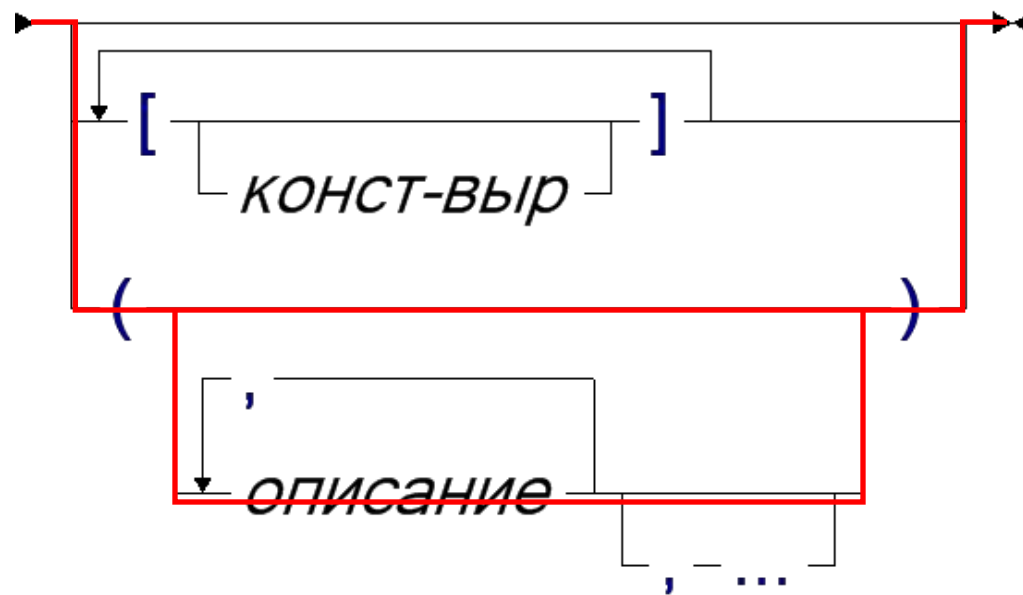 [ ]
конст-выр
( )
,
описание
, ...